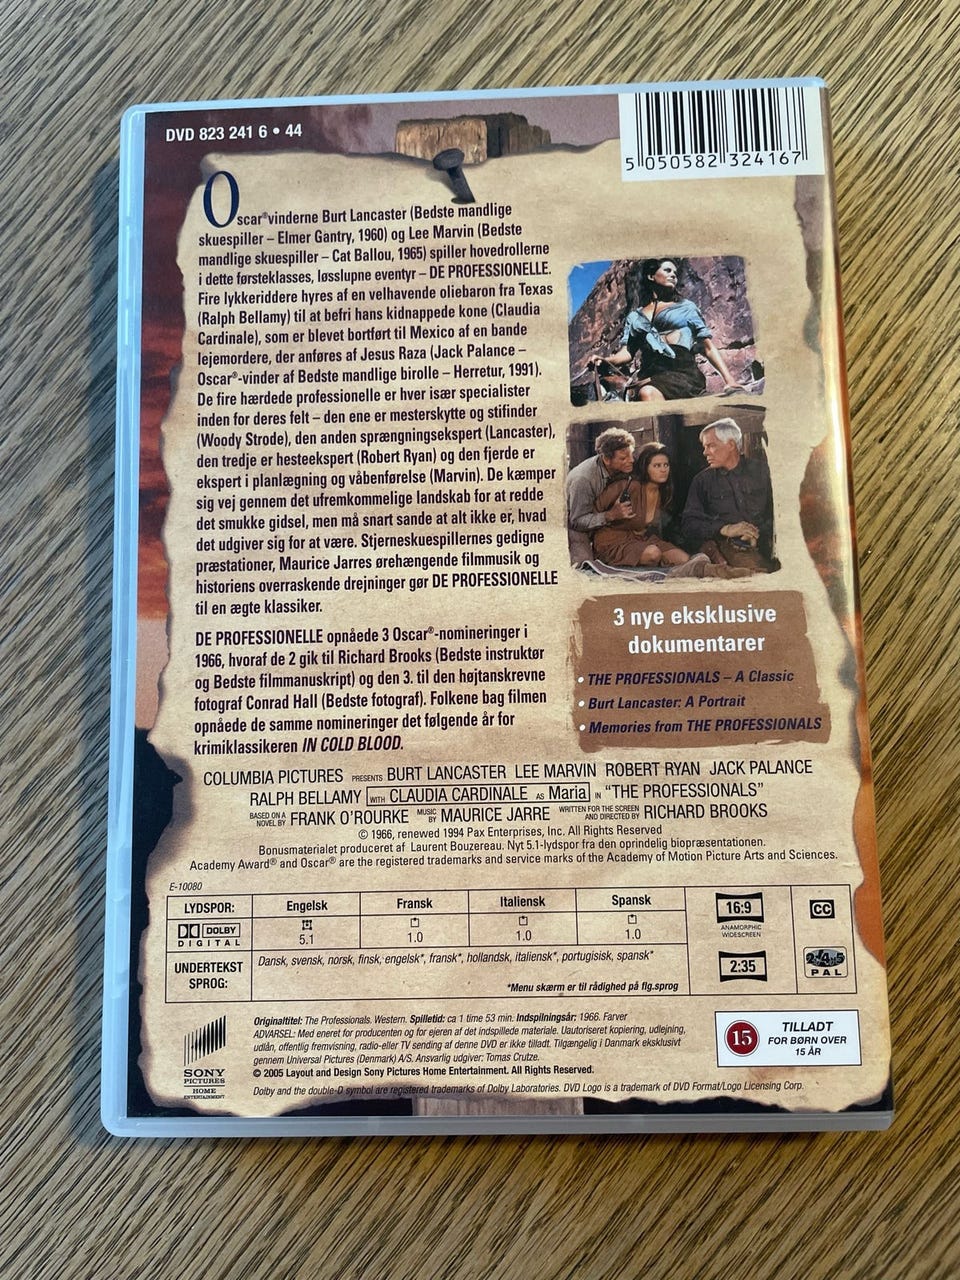 DVD 823 241 6 • 44
5 050582 324167
Oscar®vinderne Burt Lancaster (Bedste mandlige
skuespiller – Elmer Gantry, 1960) og Lee Marvin (Bedste
mandlige skuespiller – Cat Ballou, 1965) spiller hovedrollerne
i dette førsteklasses, løsslupne eventyr – DE PROFESSIONELLE.
Fire lykkeriddere hyres af en velhavende oliebaron fra Texas
(Ralph Bellamy) til at befri hans kidnappede kone (Claudia
Cardinale), som er blevet bortført til Mexico af en bande
lejemordere, der anføres af Jesus Raza (Jack Palance –
Oscar®-vinder af Bedste mandlige birolle – Herretur, 1991).
De fire hærdede professionelle er hver især specialister
inden for deres felt – den ene er mesterskytte og stifinder
(Woody Strode), den anden sprængningsekspert (Lancaster),
den tredje er hesteekspert (Robert Ryan) og den fjerde er
ekspert i planlægning og våbenførelse (Marvin). De kæmper
sig vej gennem det ufremkommelige landskab for at redde
det smukke gidsel, men må snart sande at alt ikke er, hvad
det udgiver sig for at være. Stjerneskuespillernes gedigne
præstationer, Maurice Jarres ørehængende filmmusik og
historiens overraskende drejninger gør DE PROFESSIONELLE
til en ægte klassiker.
DE PROFESSIONELLE opnåede 3 Oscar®-nomineringer i
1966, hvoraf de 2 gik til Richard Brooks (Bedste instruktør
og Bedste filmmanuskript) og den 3. til den højtanskrevne
fotograf Conrad Hall (Bedste fotograf). Folkene bag filmen
opnåede de samme nomineringer det følgende år for
krimiklassikeren IN COLD BLOOD.
3 nye eksklusive
dokumentarer
• THE PROFESSIONALS – A Classic
• Burt Lancaster: A Portrait
• Memories from THE PROFESSIONALS
COLUMBIA PICTURES PRESENTS BURT LANCASTER LEE MARVIN ROBERT RYAN JACK PALANCE
RALPH BELLAMY WITH CLAUDIA CARDINALE AS Maria IN "THE PROFESSIONALS"
BASED ON A NOVEL BY FRANK O'ROURKE MUSIC BY MAURICE JARRE WRITTEN FOR THE SCREEN AND DIRECTED BY RICHARD BROOKS
© 1966, renewed 1994 Pax Enterprises, Inc. All Rights Reserved
Bonusmateriale produceret af Laurent Bouzereau. Nyt 5.1-lydspor fra den oprindelig biopræsentation.
Academy Award® and Oscar® are the registered trademarks and service marks of the Academy of Motion Picture Arts and Sciences.
E-10080
LYDSPOR: Engelsk Fransk Italiensk Spansk
DOLBY DIGITAL 5.1 1.0 1.0 1.0
UNDERTEKST SPROG: Dansk, svensk, norsk, finsk, engelsk*, fransk*, hollandsk, italiensk*, portugisisk, spansk*
*Menu skærm er til rådighed på flg.sprog
16:9
ANAMORPHIC
WIDESCREEN
2:35
CC
2·4·5
PAL
SONY
PICTURES
HOME
ENTERTAINMENT
Originaltitel: The Professionals. Western. Spilletid: ca 1 time 53 min. Indspilningsår: 1966. Farver
ADVARSEL: Med eneret for producenten og for ejeren af det indspillede materiale. Uautoriseret kopiering, udlejning,
udlån, offentlig fremvisning, radio-eller TV sending af denne DVD er ikke tilladt. Tilgængelig i Danmark eksklusivt
gennem Universal Pictures (Denmark) A/S. Ansvarlig udgiver: Tomas Crutze.
© 2005 Layout and Design Sony Pictures Home Entertainment. All Rights Reserved.
Dolby and the double-D symbol are registered trademarks of Dolby Laboratories. DVD Logo is a trademark of DVD Format/Logo Licensing Corp.
15
TILLADT
FOR BØRN OVER
15 ÅR